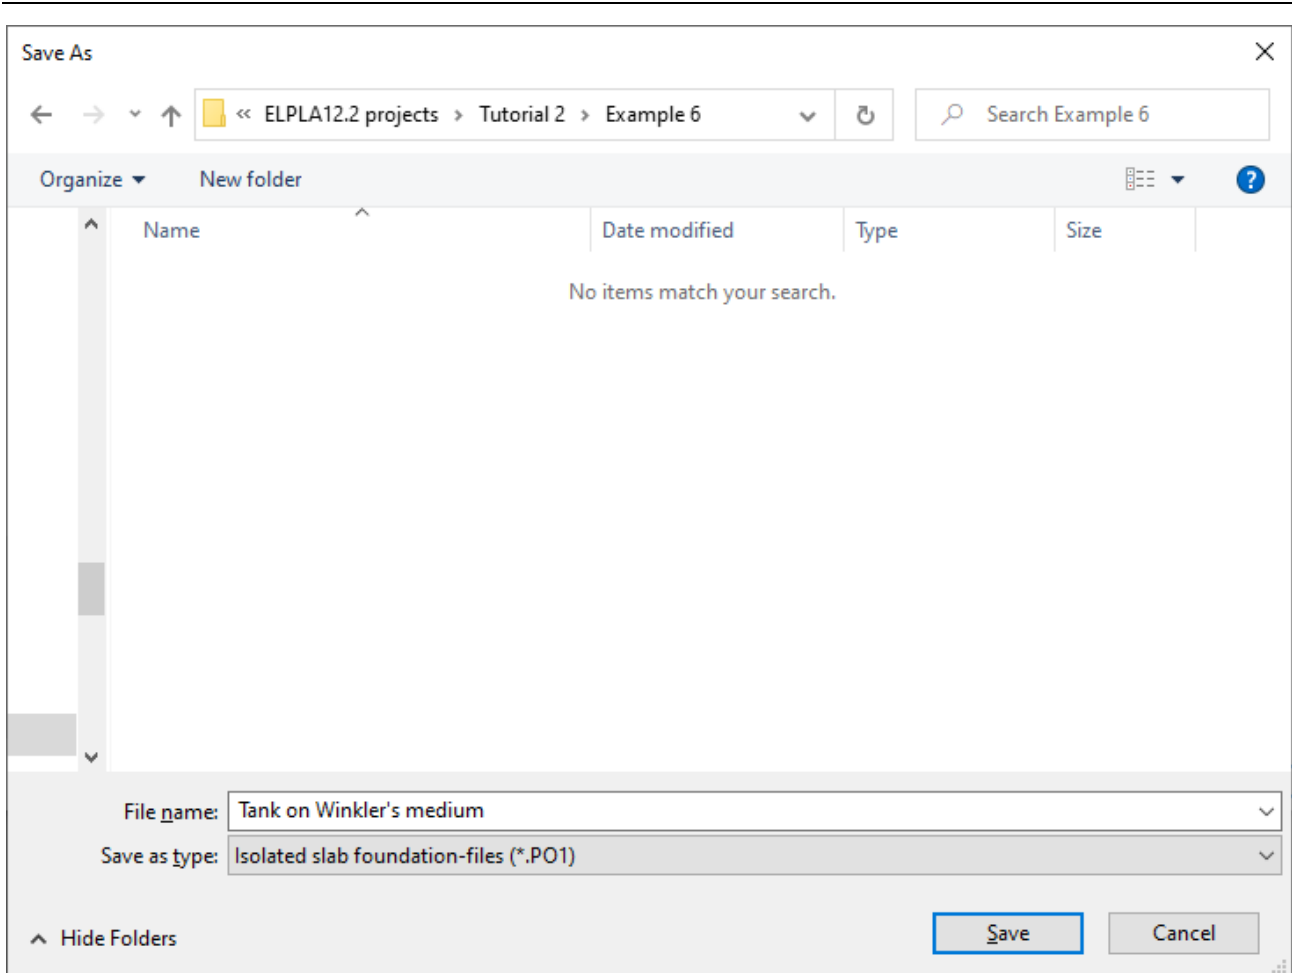 Save As
« ELPLA12.2 projects > Tutorial 2 > Example 6
Search Example 6
Organize
New folder
?
Name
Date modified
Type
Size
No items match your search.
File name: Tank on Winkler's medium
Save as type: Isolated slab foundation-files (*.PO1)
Hide Folders
Save
Cancel